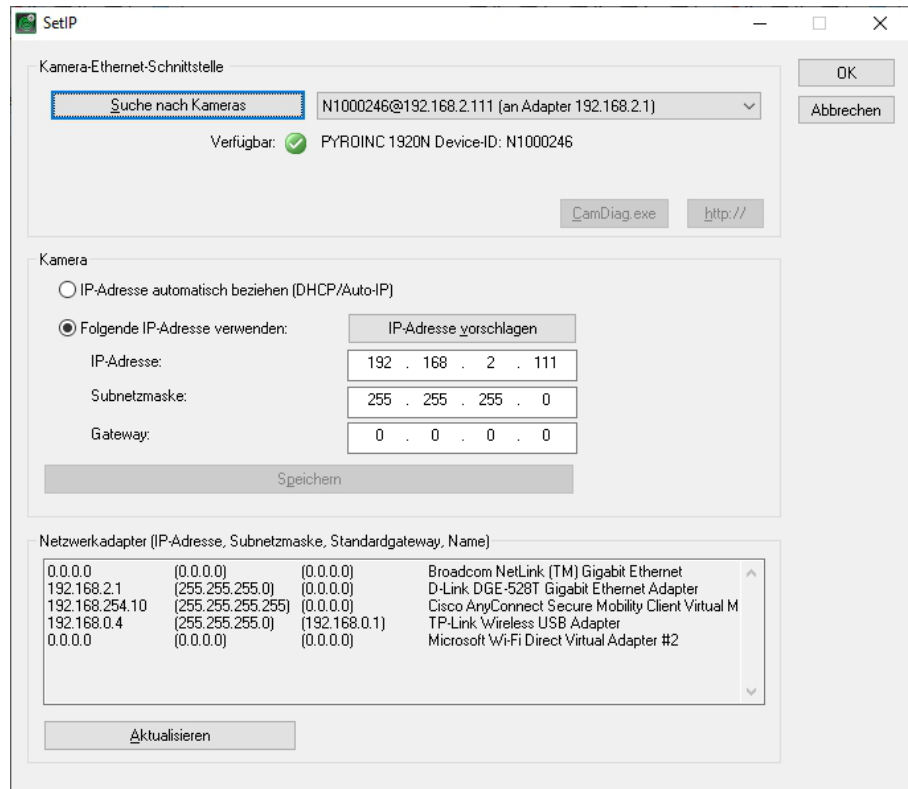 SetIP
Kamera-Ethernet-Schnittstelle
OK
Suche nach Kameras N1000246@192.168.2.111 (an Adapter 192.168.2.1)
Abbrechen
Verfügbar: PYROINC 1920N Device-ID: N1000246
CamDiag.exe http://
Kamera
IP-Adresse automatisch beziehen (DHCP/Auto-IP)
Folgende IP-Adresse verwenden: IP-Adresse vorschlagen
IP-Adresse: 192 . 168 . 2 . 111
Subnetzmaske: 255 . 255 . 255 . 0
Gateway: 0 . 0 . 0 . 0
Speichern
Netzwerkadapter (IP-Adresse, Subnetzmaske, Standardgateway, Name)
0.0.0.0 (0.0.0.0) (0.0.0.0) Broadcom NetLink (TM) Gigabit Ethernet
192.168.2.1 (255.255.255.0) (0.0.0.0) D-Link DGE-528T Gigabit Ethernet Adapter
192.168.254.10 (255.255.255.255) (0.0.0.0) Cisco AnyConnect Secure Mobility Client Virtual M
192.168.0.4 (255.255.255.0) (192.168.0.1) TP-Link Wireless USB Adapter
0.0.0.0 (0.0.0.0) (0.0.0.0) Microsoft Wi-Fi Direct Virtual Adapter #2
Aktualisieren